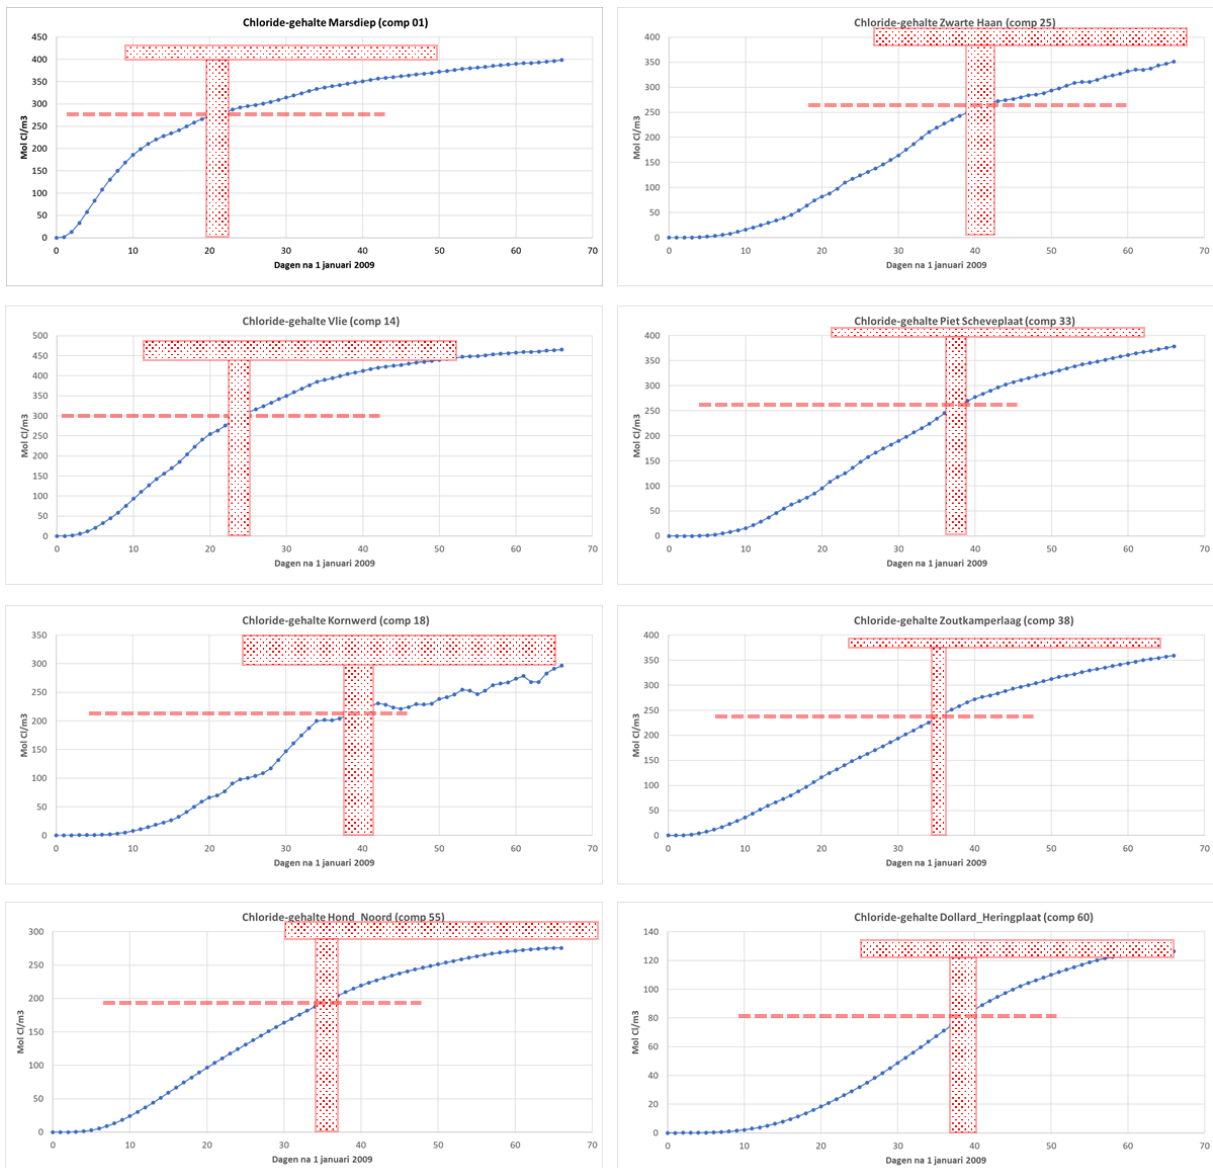 Chloride-gehalte Marsdiep (comp 01)
450
400
350
300
250
200
150
100
50
0
Mol Cl/m3
0 10 20 30 40 50 60 70
Dagen na 1 januari 2009
Chloride-gehalte Zwarte Haan (comp 25)
400
350
300
250
200
150
100
50
0
Mol Cl/m3
0 10 20 30 40 50 60 70
Dagen na 1 januari 2009
Chloride-gehalte Vlie (comp 14)
500
450
400
350
300
250
200
150
100
50
0
Mol Cl/m3
0 10 20 30 40 50 60 70
Dagen na 1 januari 2009
Chloride-gehalte Piet Scheveplaat (comp 33)
400
350
300
250
200
150
100
50
0
Mol Cl/m3
0 10 20 30 40 50 60 70
Dagen na 1 januari 2009
Chloride-gehalte Kornwerd (comp 18)
350
300
250
200
150
100
50
0
Mol Cl/m3
0 10 20 30 40 50 60 70
Dagen na 1 januari 2009
Chloride-gehalte Zoutkamperlaag (comp 38)
400
350
300
250
200
150
100
50
0
Mol Cl/m3
0 10 20 30 40 50 60 70
Dagen na 1 januari 2009
Chloride-gehalte Hond_Noord (comp 55)
300
250
200
150
100
50
0
Mol Cl/m3
0 10 20 30 40 50 60 70
Dagen na 1 januari 2009
Chloride-gehalte Dollard_Heringplaat (comp 60)
140
120
100
80
60
40
20
0
Mol Cl/m3
0 10 20 30 40 50 60 70
Dagen na 1 januari 2009